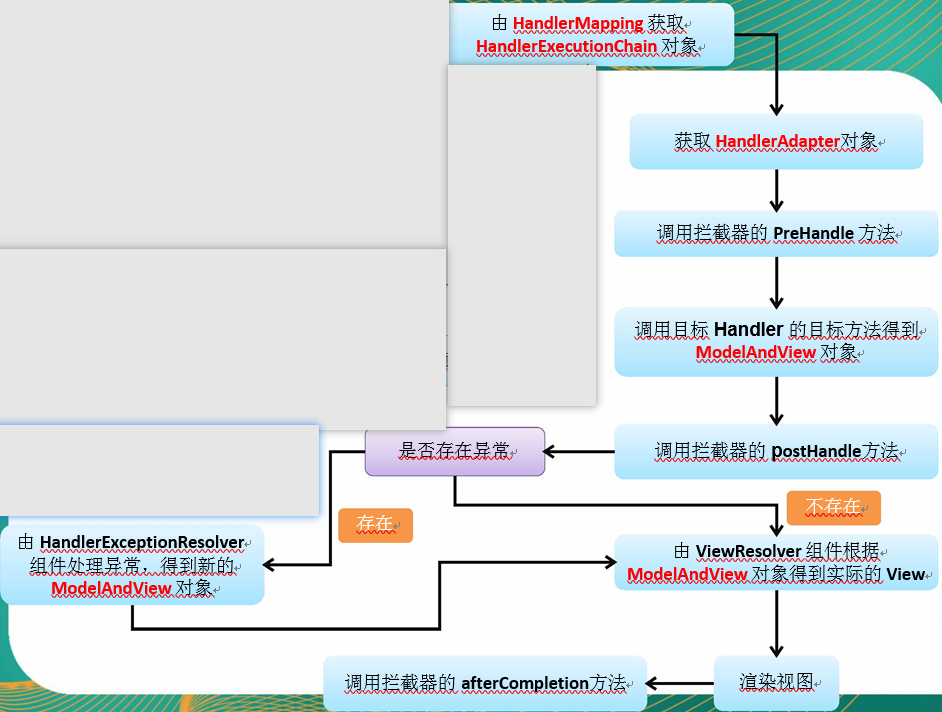 由 HandlerMapping 获取
HandlerExecutionChain 对象
获取 HandlerAdapter对象
调用拦截器的 PreHandle 方法
调用目标 Handler 的目标方法得到
ModelAndView 对象
调用拦截器的 postHandle方法
是否存在异常
不存在
存在
由 HandlerExceptionResolver
组件处理异常，得到新的
ModelAndView 对象
由 ViewResolver 组件根据
ModelAndView 对象得到实际的 View
渲染视图
调用拦截器的 afterCompletion方法